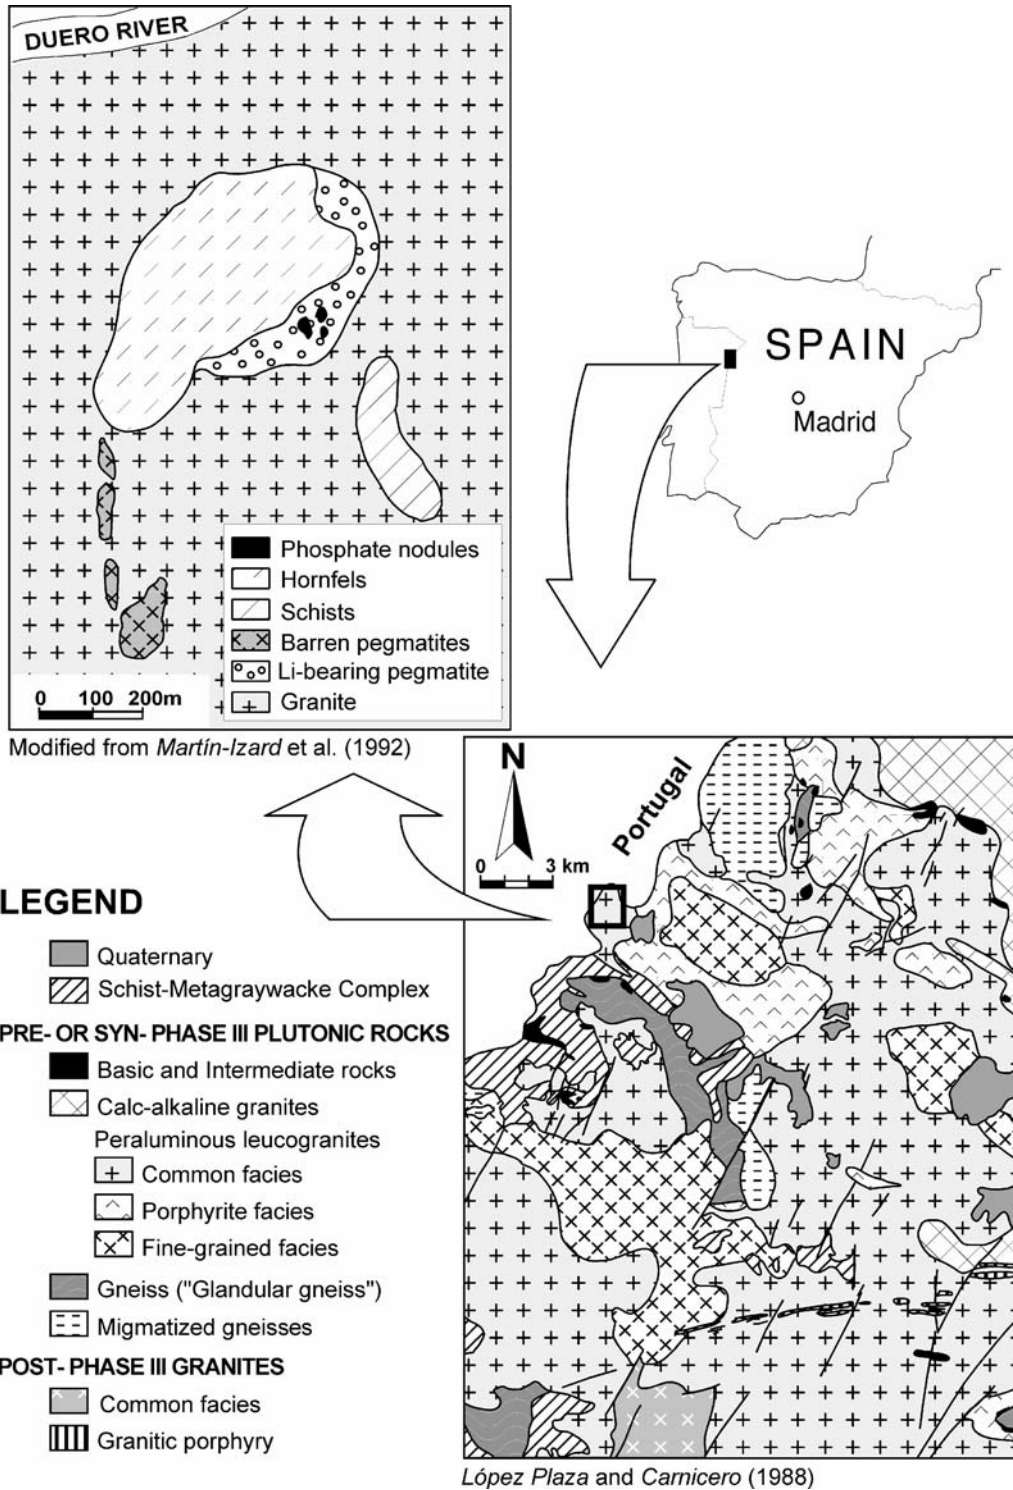 DUERO RIVER
Phosphate nodules
Hornfels
Schists
Barren pegmatites
Li-bearing pegmatite
Granite
0 100 200m
Modified from Martín-Izard et al. (1992)
SPAIN
Madrid
N
Portugal
0 3 km
LEGEND
Quaternary
Schist-Metagraywacke Complex
PRE- OR SYN- PHASE III PLUTONIC ROCKS
Basic and Intermediate rocks
Calc-alkaline granites
Peraluminous leucogranites
Common facies
Porphyrite facies
Fine-grained facies
Gneiss ("Glandular gneiss")
Migmatized gneisses
POST- PHASE III GRANITES
Common facies
Granitic porphyry
López Plaza and Carnicero (1988)